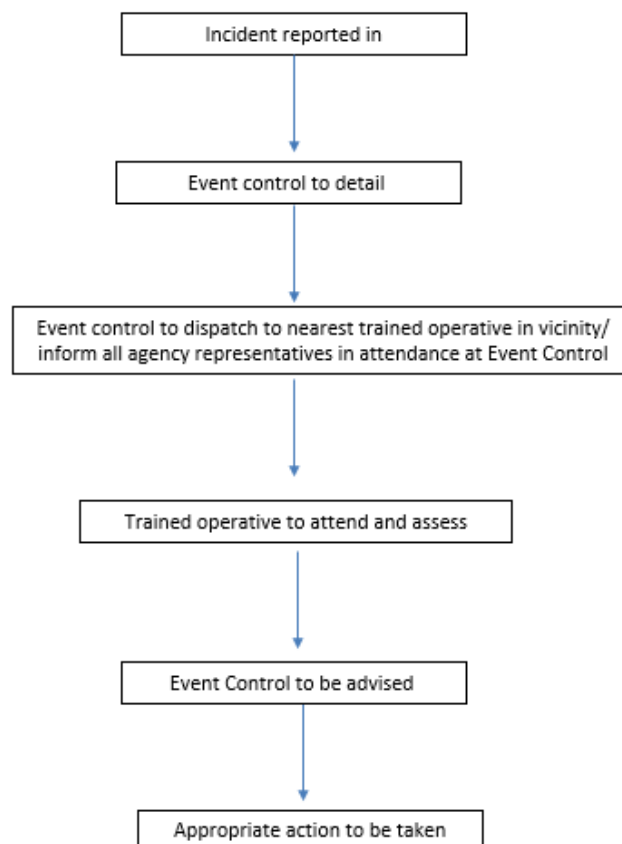 Incident reported in
Event control to detail
Event control to dispatch to nearest trained operative in vicinity/
inform all agency representatives in attendance at Event Control
Trained operative to attend and assess
Event Control to be advised
Appropriate action to be taken